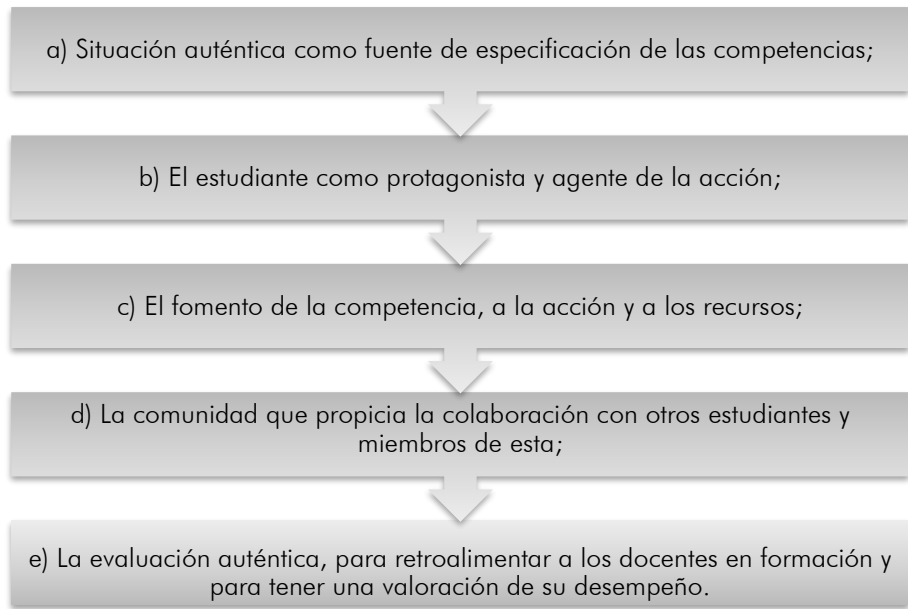 a) Situación auténtica como fuente de especificación de las competencias;
b) El estudiante como protagonista y agente de la acción;
c) El fomento de la competencia, a la acción y a los recursos;
d) La comunidad que propicia la colaboración con otros estudiantes y
miembros de esta;
e) La evaluación auténtica, para retroalimentar a los docentes en formación y
para tener una valoración de su desempeño.